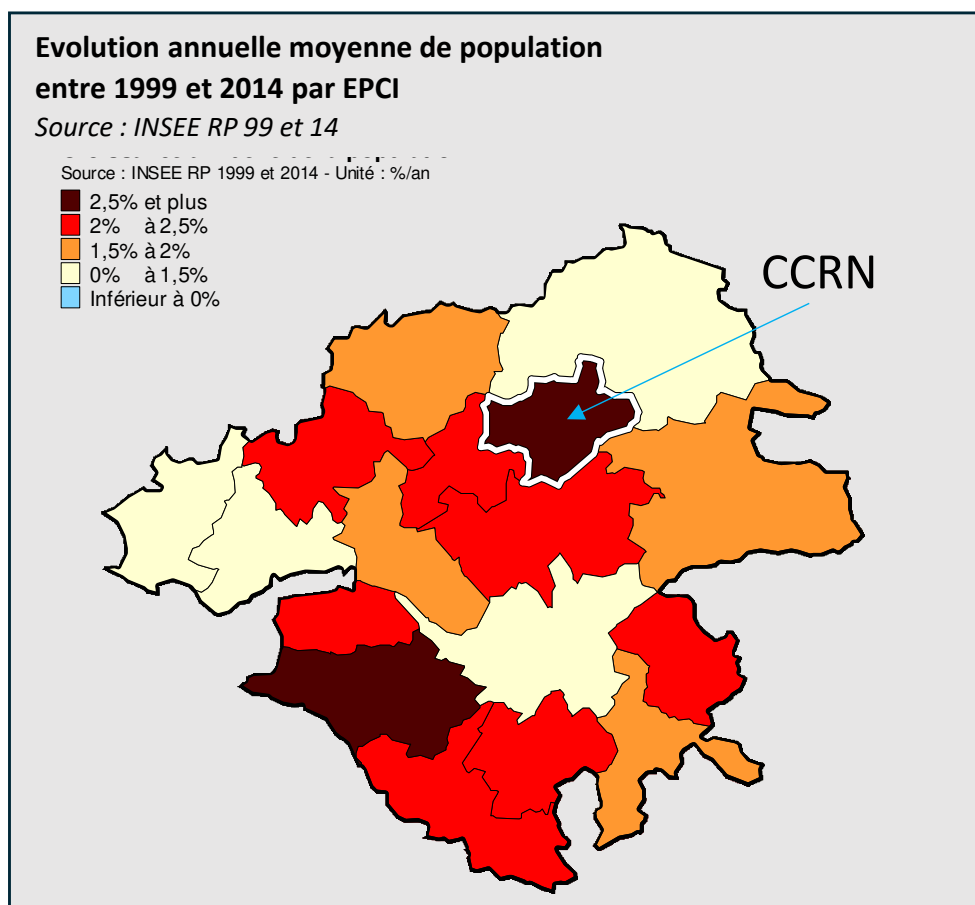 Evolution annuelle moyenne de population
entre 1999 et 2014 par EPCI
Source : INSEE RP 99 et 14
Source : INSEE RP 1999 et 2014 - Unité : %/an
2,5% et plus
2% à 2,5%
1,5% à 2%
0% à 1,5%
Inférieur à 0%
CCRN